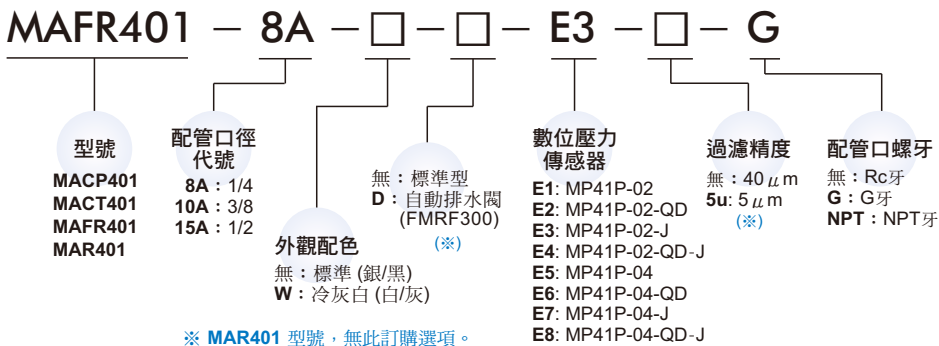 MAFR401 － 8A － □ － □ － E3 － □ － G
型號
MACP401
MACT401
MAFR401
MAR401
配管口徑
代號
8A：1/4
10A：3/8
15A：1/2
外觀配色
無：標準 (銀/黑)
W：冷灰白 (白/灰)
無：標準型
D：自動排水閥
(FMRF300)
(※)
數位壓力
傳感器
E1: MP41P-02
E2: MP41P-02-QD
E3: MP41P-02-J
E4: MP41P-02-QD-J
E5: MP41P-04
E6: MP41P-04-QD
E7: MP41P-04-J
E8: MP41P-04-QD-J
過濾精度
無：40μm
5u: 5μm
(※)
配管口螺牙
無：Rc牙
G：G牙
NPT：NPT牙
※ MAR401 型號，無此訂購選項。